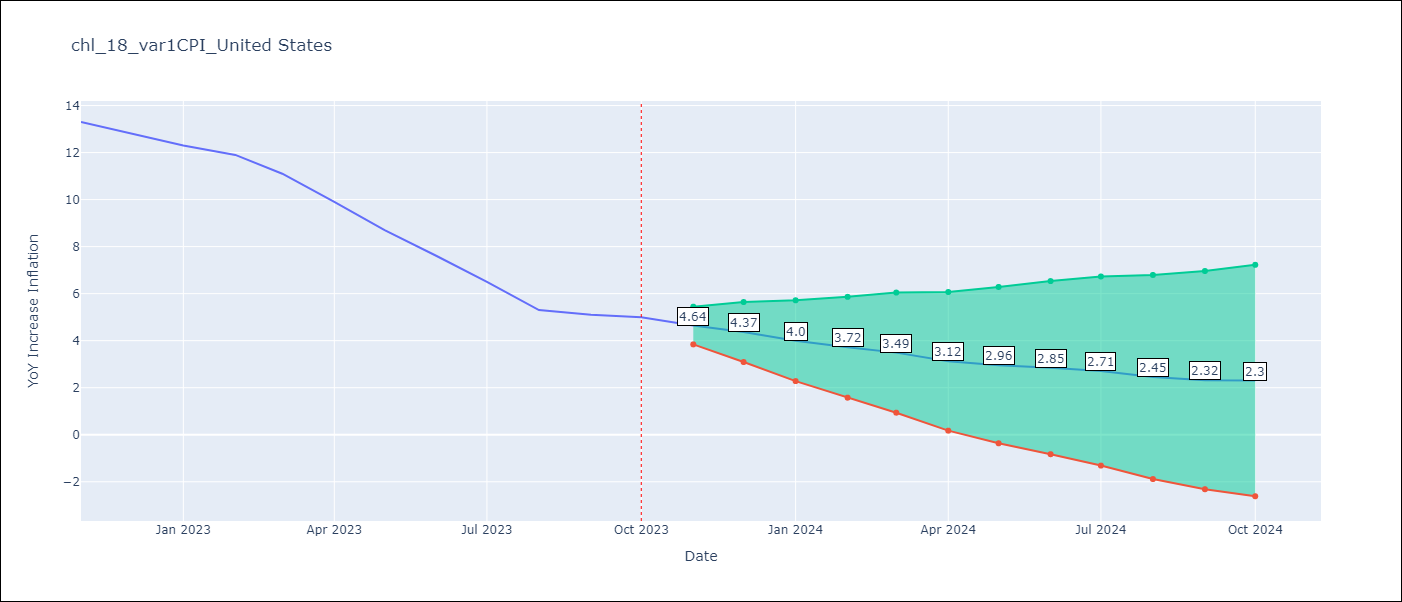 chl_18_var1CPI_United States
YoY Increase Inflation
14
12
10
8
6
4
2
0
−2
4.64
4.37
4.0
3.72
3.49
3.12
2.96
2.85
2.71
2.45
2.32
2.3
Jan 2023
Apr 2023
Jul 2023
Oct 2023
Jan 2024
Apr 2024
Jul 2024
Oct 2024
Date